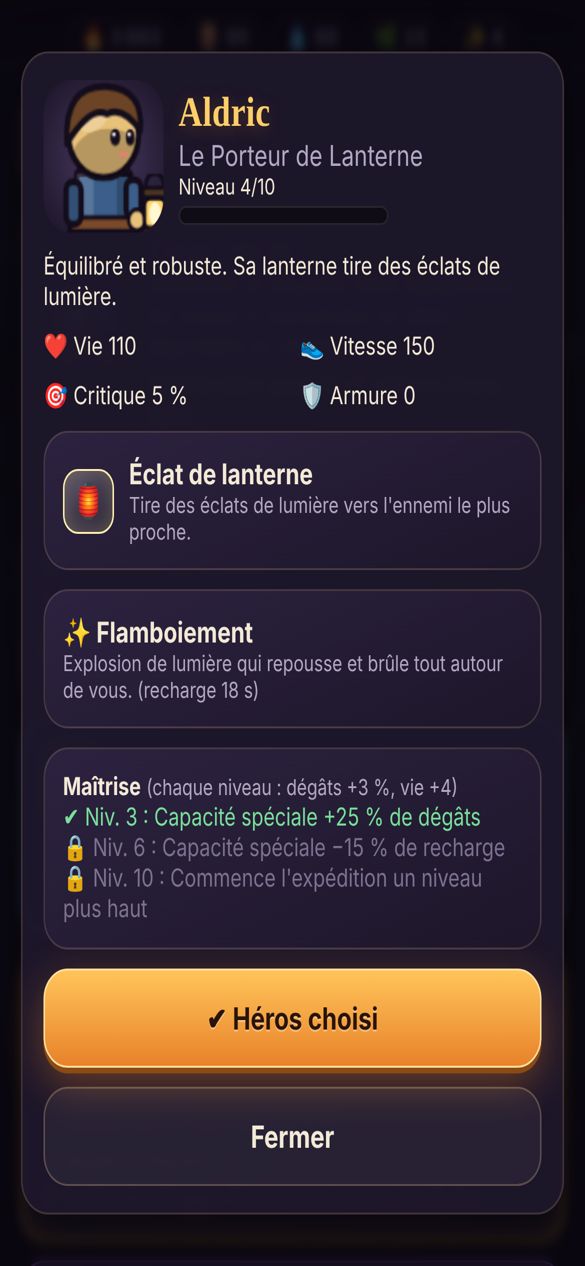 Aldric
Le Porteur de Lanterne
Niveau 4/10
Équilibré et robuste. Sa lanterne tire des éclats de
lumière.
❤️ Vie 110
👟 Vitesse 150
🎯 Critique 5 %
🛡️ Armure 0
Éclat de lanterne
Tire des éclats de lumière vers l'ennemi le plus
proche.
✨ Flamboiement
Explosion de lumière qui repousse et brûle tout autour
de vous. (recharge 18 s)
Maîtrise (chaque niveau : dégâts +3 %, vie +4)
✔ Niv. 3 : Capacité spéciale +25 % de dégâts
🔒 Niv. 6 : Capacité spéciale −15 % de recharge
🔒 Niv. 10 : Commence l'expédition un niveau
plus haut
✔ Héros choisi
Fermer